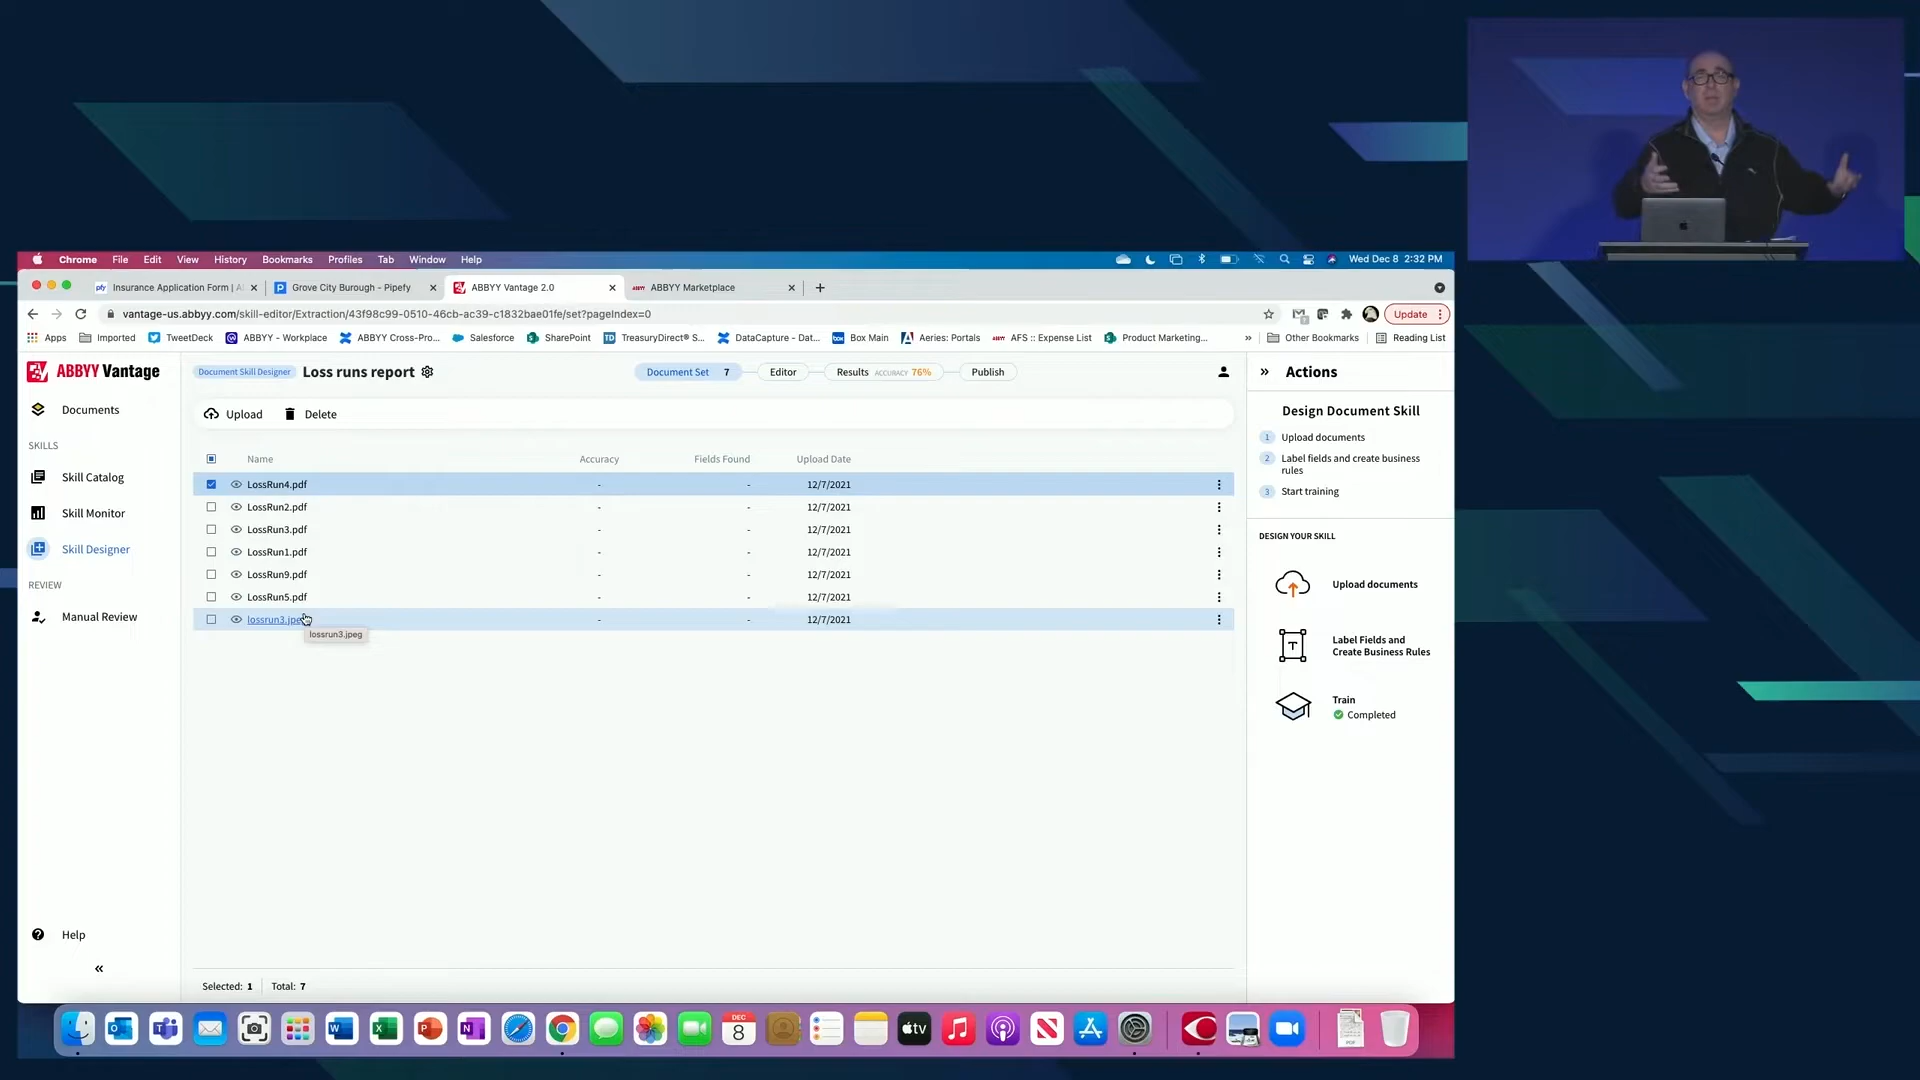 Chrome File Edit View History Bookmarks Profiles Tab Window Help
Wed Dec 8 2:32 PM
Insurance Application Form | A
Grove City Burough - Pipefy
ABBYY Vantage 2.0
ABBYY Marketplace
vantage-us.abbyy.com/skill-editor/Extraction/43f98c99-0510-46cb-ac39-c1832bae01fe/set?pageIndex=0
Update
Apps Imported TweetDeck ABBYY - Workplace ABBYY Cross-Pro... Salesforce SharePoint TreasuryDirect® S... DataCapture - Dat... Box Main Aeries: Portals AFS :: Expense List Product Marketing... » Other Bookmarks Reading List
ABBYY Vantage
Documents
SKILLS
Skill Catalog
Skill Monitor
Skill Designer
REVIEW
Manual Review
Help
Document Skill Designer Loss runs report
Document Set 7 Editor Results ACCURACY 76% Publish
Upload Delete
Name Accuracy Fields Found Upload Date
LossRun4.pdf - - 12/7/2021
LossRun2.pdf - - 12/7/2021
LossRun3.pdf - - 12/7/2021
LossRun1.pdf - - 12/7/2021
LossRun9.pdf - - 12/7/2021
LossRun5.pdf - - 12/7/2021
lossrun3.jpe - - 12/7/2021
lossrun3.jpeg
Selected: 1 Total: 7
Actions
Design Document Skill
1 Upload documents
2 Label fields and create business
rules
3 Start training
DESIGN YOUR SKILL
Upload documents
Label Fields and
Create Business Rules
Train
Completed
DEC
8
tv